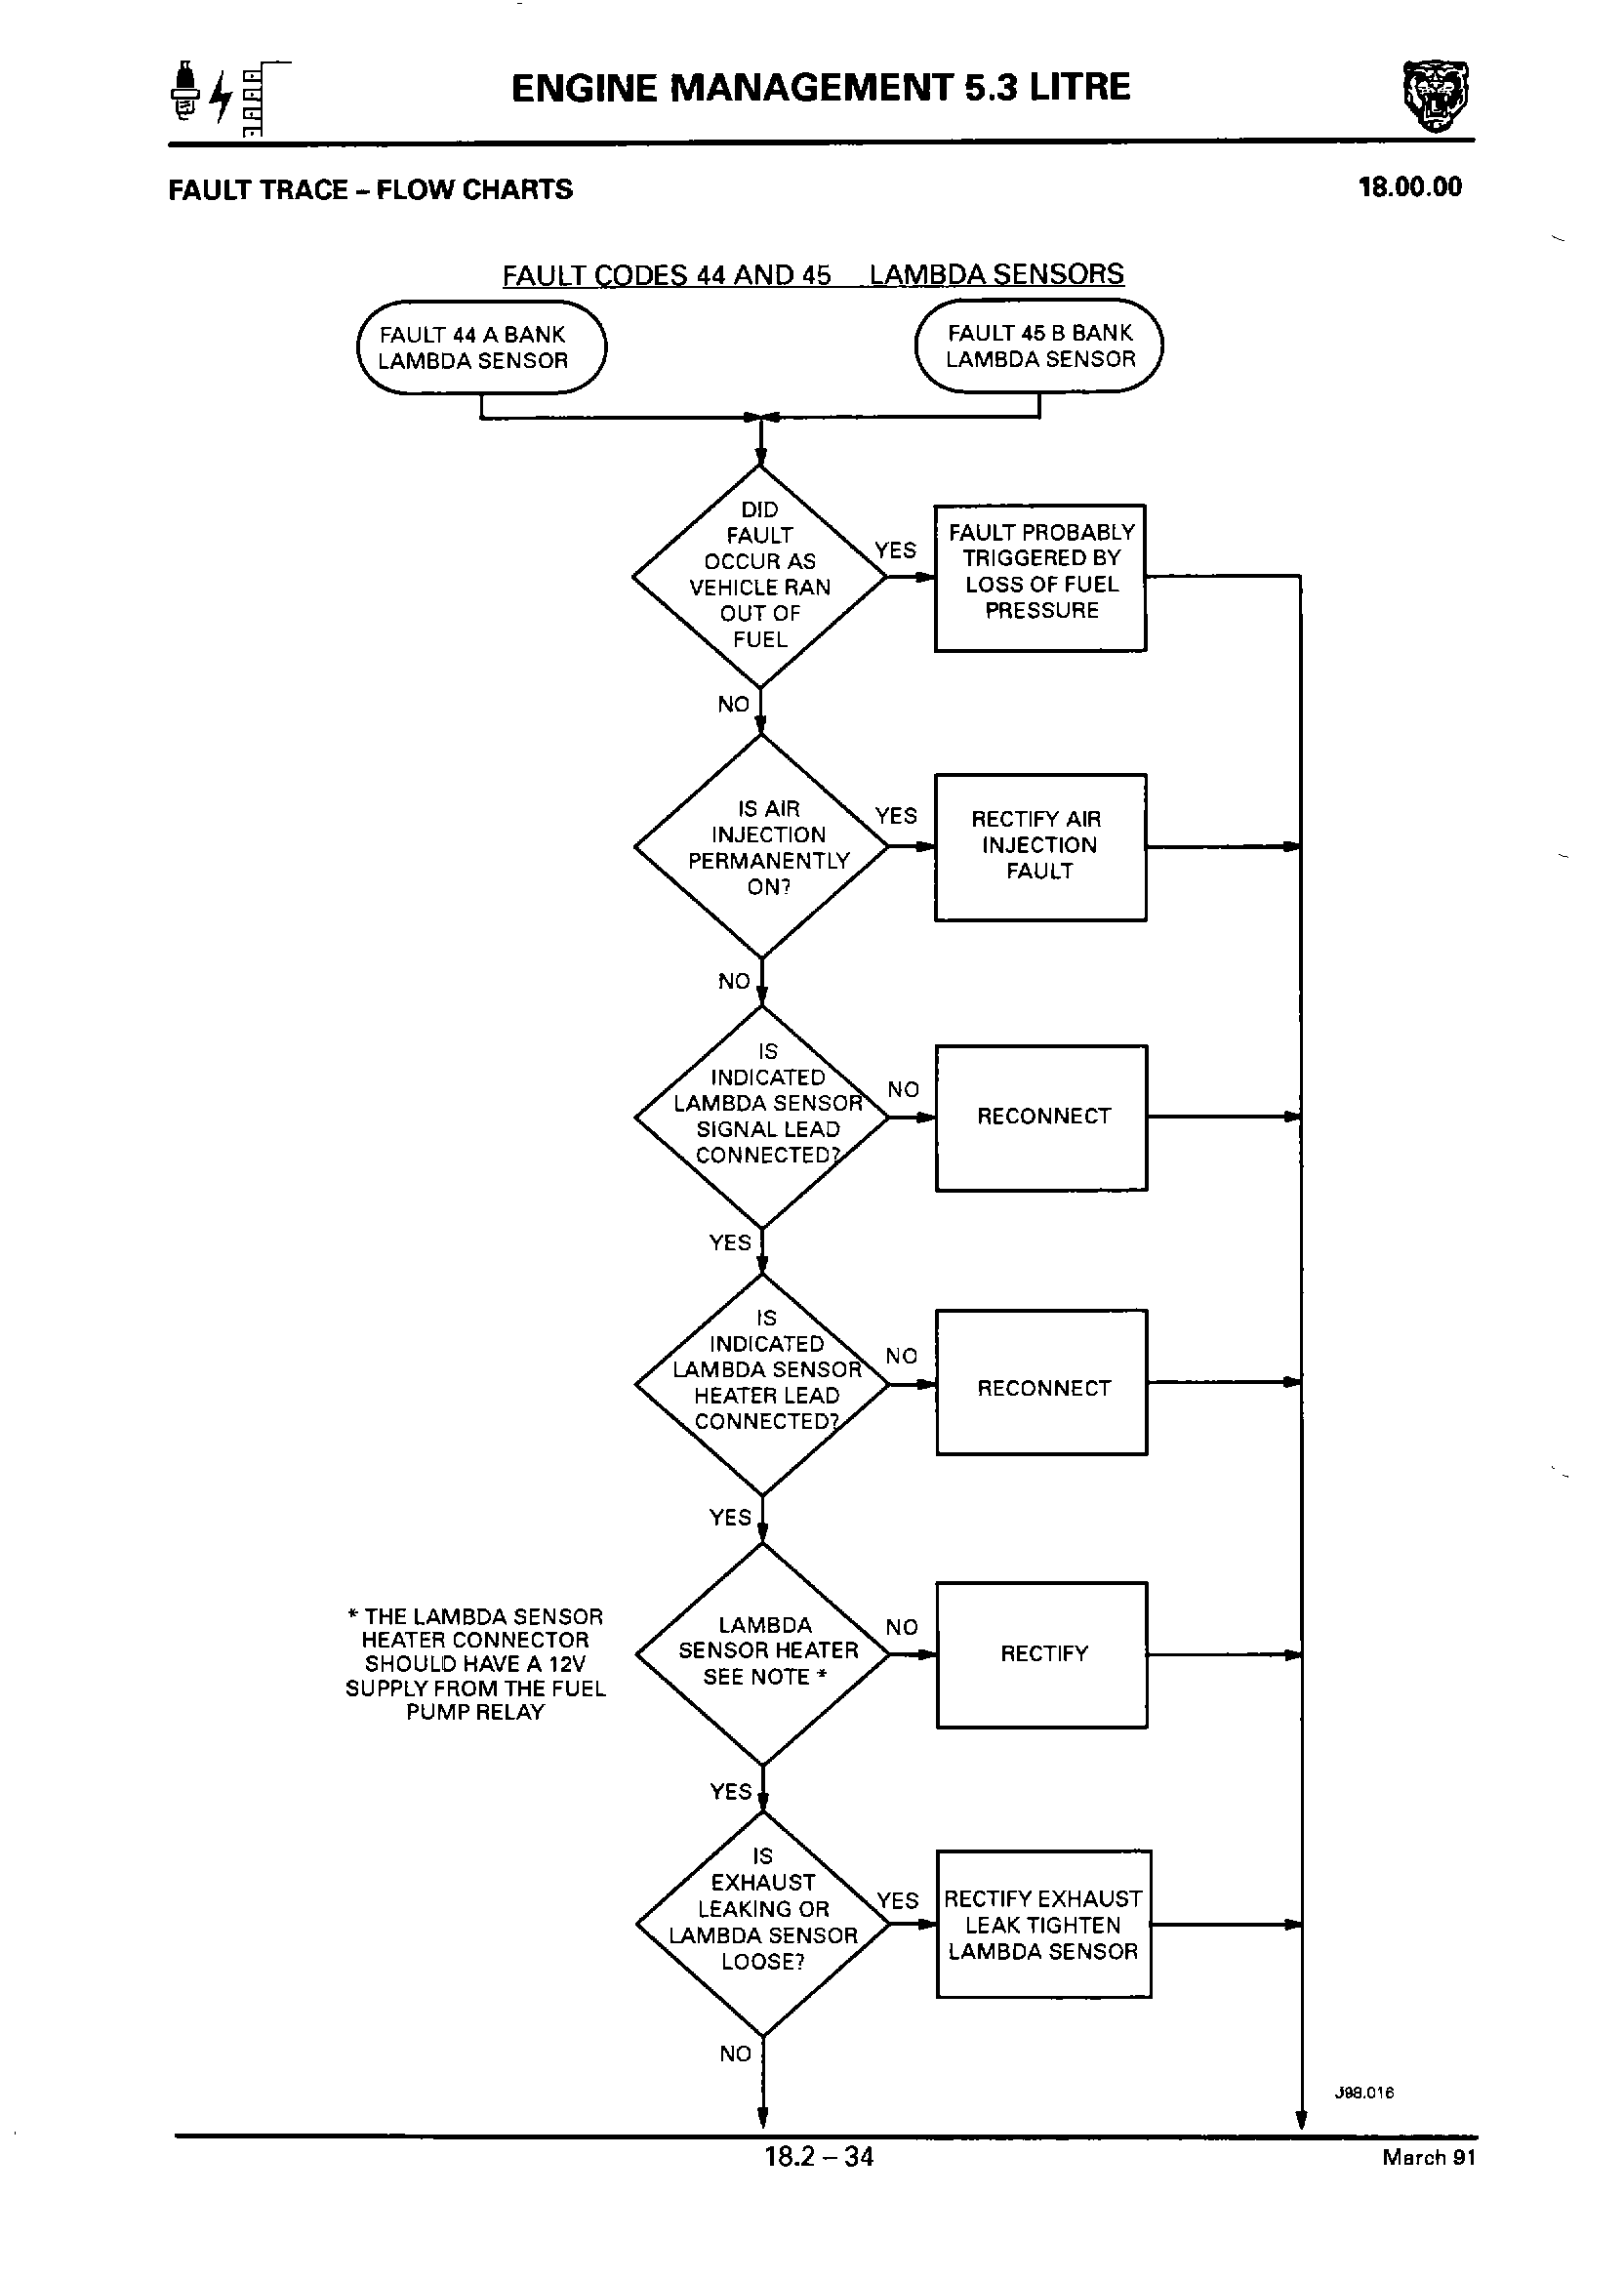 ENGINE MANAGEMENT 5.3 LITRE
FAULT TRACE – FLOW CHARTS
18.00.00
FAULT CODES 44 AND 45 LAMBDA SENSORS
FAULT 44 A BANK
LAMBDA SENSOR
FAULT 45 B BANK
LAMBDA SENSOR
DID
FAULT
OCCUR AS
VEHICLE RAN
OUT OF
FUEL
YES
FAULT PROBABLY
TRIGGERED BY
LOSS OF FUEL
PRESSURE
NO
IS AIR
INJECTION
PERMANENTLY
ON?
YES
RECTIFY AIR
INJECTION
FAULT
NO
IS
INDICATED
LAMBDA SENSOR
SIGNAL LEAD
CONNECTED?
NO
RECONNECT
YES
IS
INDICATED
LAMBDA SENSOR
HEATER LEAD
CONNECTED?
NO
RECONNECT
YES
* THE LAMBDA SENSOR
HEATER CONNECTOR
SHOULD HAVE A 12V
SUPPLY FROM THE FUEL
PUMP RELAY
LAMBDA
SENSOR HEATER
SEE NOTE *
NO
RECTIFY
YES
IS
EXHAUST
LEAKING OR
LAMBDA SENSOR
LOOSE?
YES
RECTIFY EXHAUST
LEAK TIGHTEN
LAMBDA SENSOR
NO
J98.016
18.2 – 34
March 91